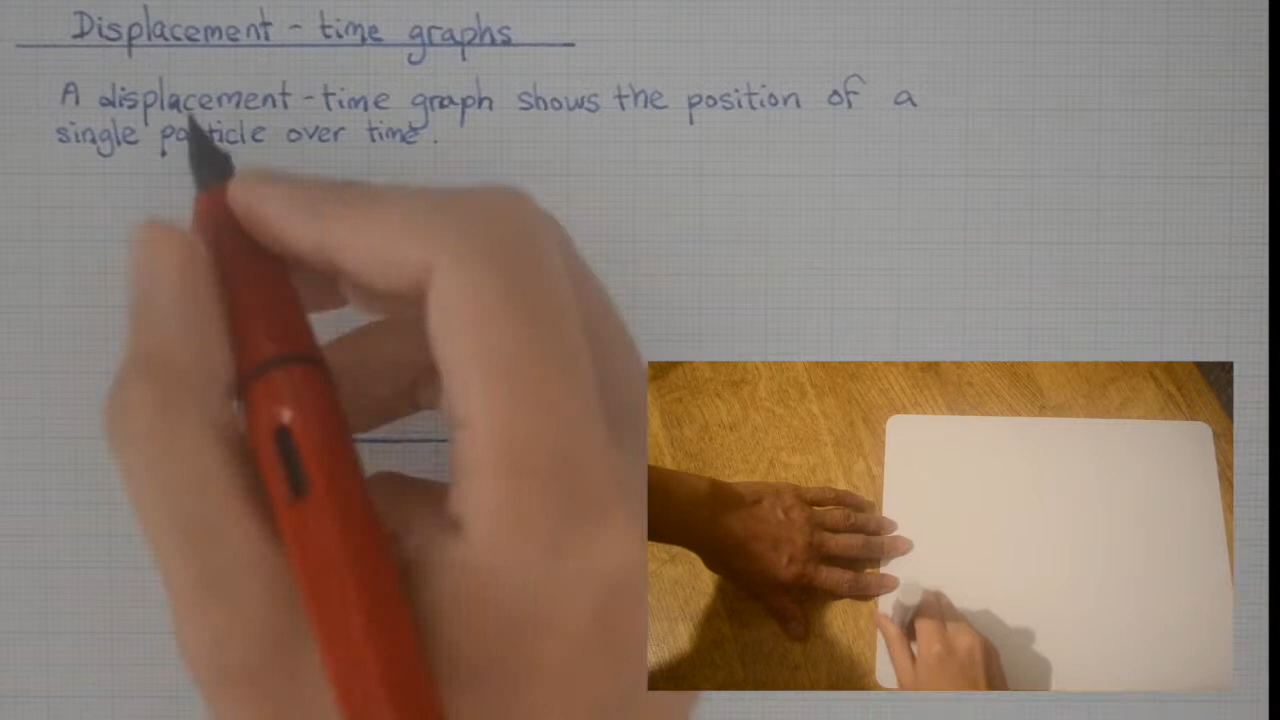 Displacement - time graphs
A displacement - time graph shows the position of a
single particle over time.